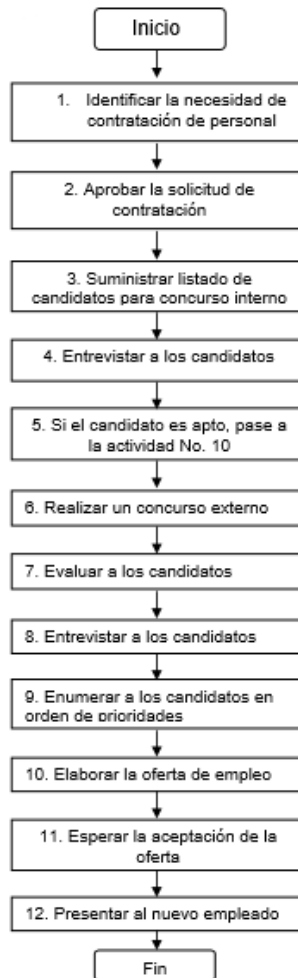 Inicio
1. Identificar la necesidad de
contratación de personal
2. Aprobar la solicitud de
contratación
3. Suministrar listado de
candidatos para concurso interno
4. Entrevistar a los candidatos
5. Si el candidato es apto, pase a
la actividad No. 10
6. Realizar un concurso externo
7. Evaluar a los candidatos
8. Entrevistar a los candidatos
9. Enumerar a los candidatos en
orden de prioridades
10. Elaborar la oferta de empleo
11. Esperar la aceptación de la
oferta
12. Presentar al nuevo empleado
Fin